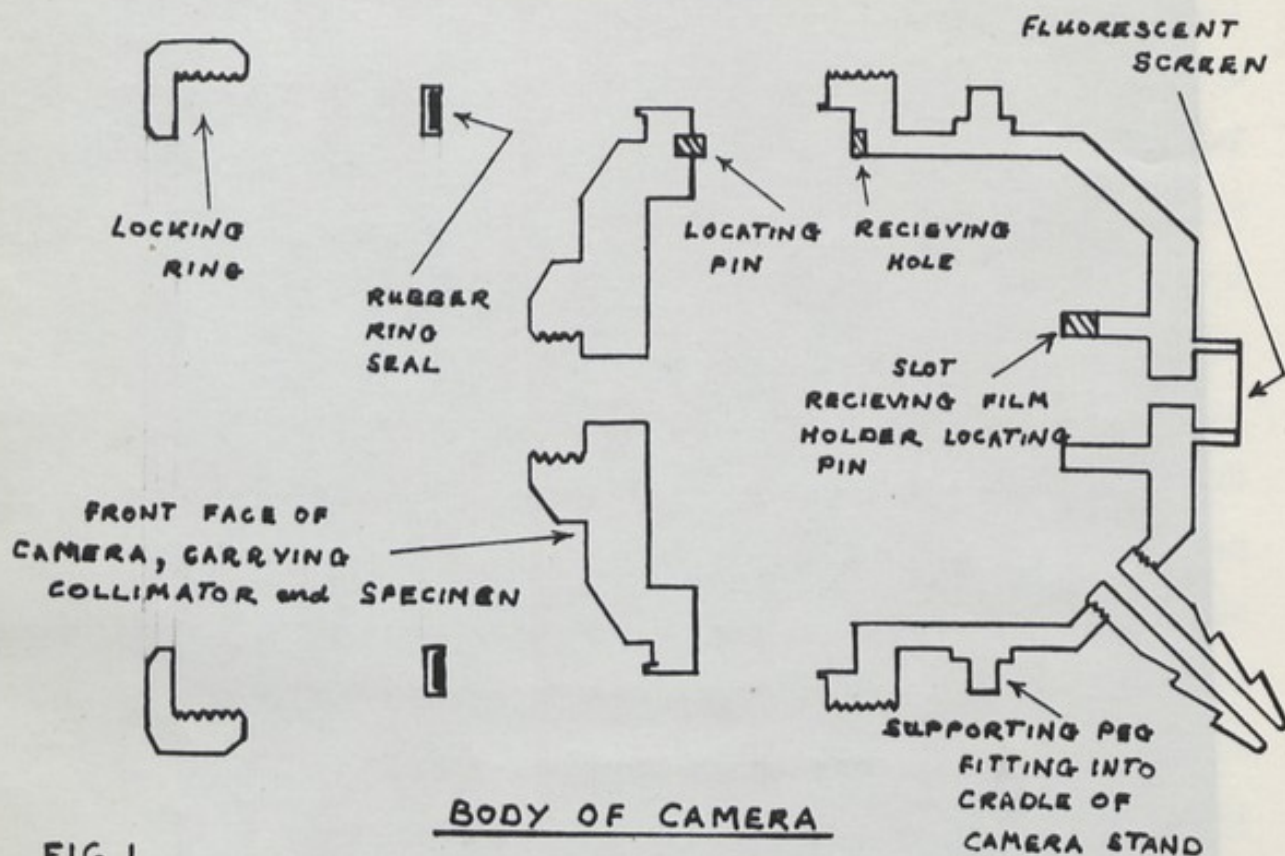 FLUORESCENT
SCREEN
LOCKING
RING
RUBBER
RING
SEAL
LOCATING
PIN
RECIEVING
HOLE
SLOT
RECIEVING FILM
HOLDER LOCATING
PIN
FRONT FACE OF
CAMERA, CARRYING
COLLIMATOR and SPECIMEN
SUPPORTING PEG
FITTING INTO
CRADLE OF
CAMERA STAND
BODY OF CAMERA
FIG 1